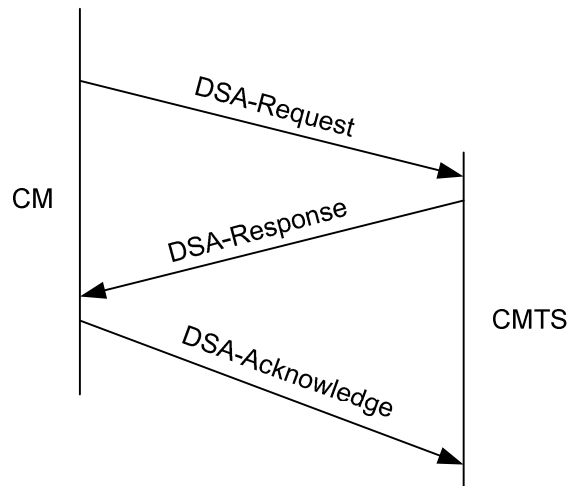 DSA-Request
CM
DSA-Response
CMTS
DSA-Acknowledge